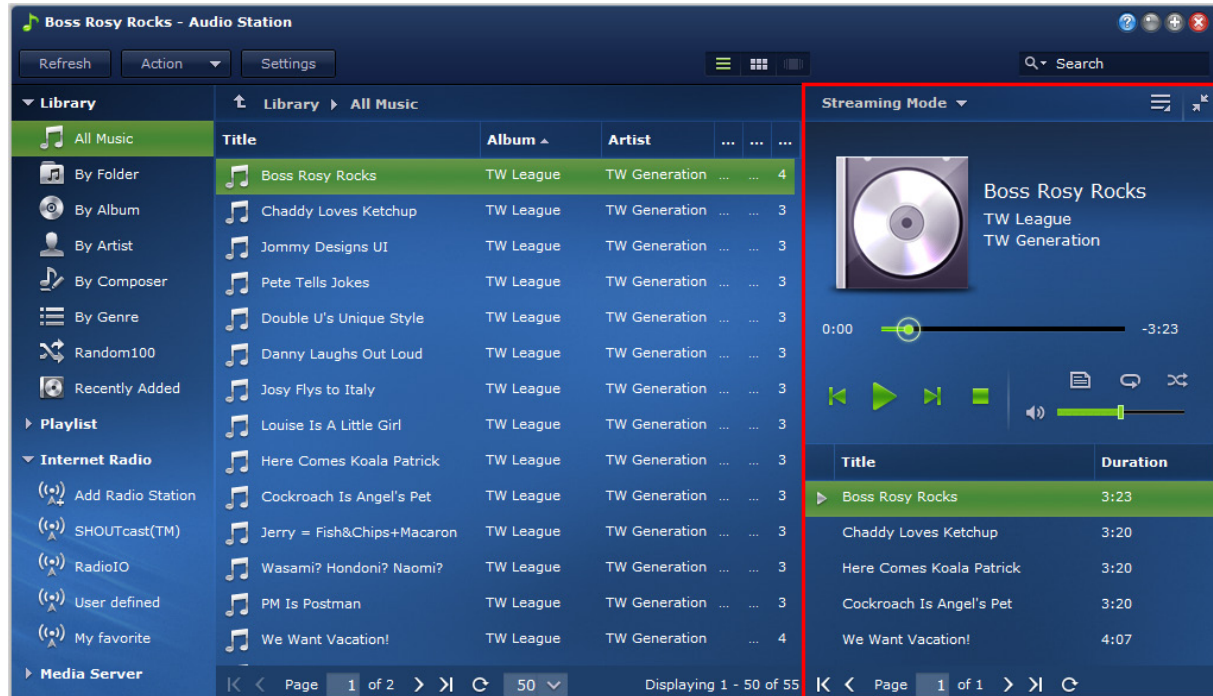 Boss Rosy Rocks - Audio Station
Refresh
Action
Settings
Search
Library
All Music
By Folder
By Album
By Artist
By Composer
By Genre
Random100
Recently Added
Playlist
Internet Radio
Add Radio Station
SHOUTcast(TM)
RadioIO
User defined
My favorite
Media Server
Library All Music
Title Album Artist ... ... ...
Boss Rosy Rocks TW League TW Generation ... ... 4
Chaddy Loves Ketchup TW League TW Generation ... ... 3
Jommy Designs UI TW League TW Generation ... ... 3
Pete Tells Jokes TW League TW Generation ... ... 3
Double U's Unique Style TW League TW Generation ... ... 3
Danny Laughs Out Loud TW League TW Generation ... ... 3
Josy Flys to Italy TW League TW Generation ... ... 3
Louise Is A Little Girl TW League TW Generation ... ... 3
Here Comes Koala Patrick TW League TW Generation ... ... 3
Cockroach Is Angel's Pet TW League TW Generation ... ... 3
Jerry = Fish&Chips+Macaron TW League TW Generation ... ... 3
Wasami? Hondoni? Naomi? TW League TW Generation ... ... 3
PM Is Postman TW League TW Generation ... ... 3
We Want Vacation! TW League TW Generation ... 4
Page 1 of 2 50 Displaying 1 - 50 of 55
Streaming Mode
Boss Rosy Rocks
TW League
TW Generation
0:00 -3:23
Title Duration
Boss Rosy Rocks 3:23
Chaddy Loves Ketchup 3:20
Here Comes Koala Patrick 3:20
Cockroach Is Angel's Pet 3:20
We Want Vacation! 4:07
Page 1 of 1